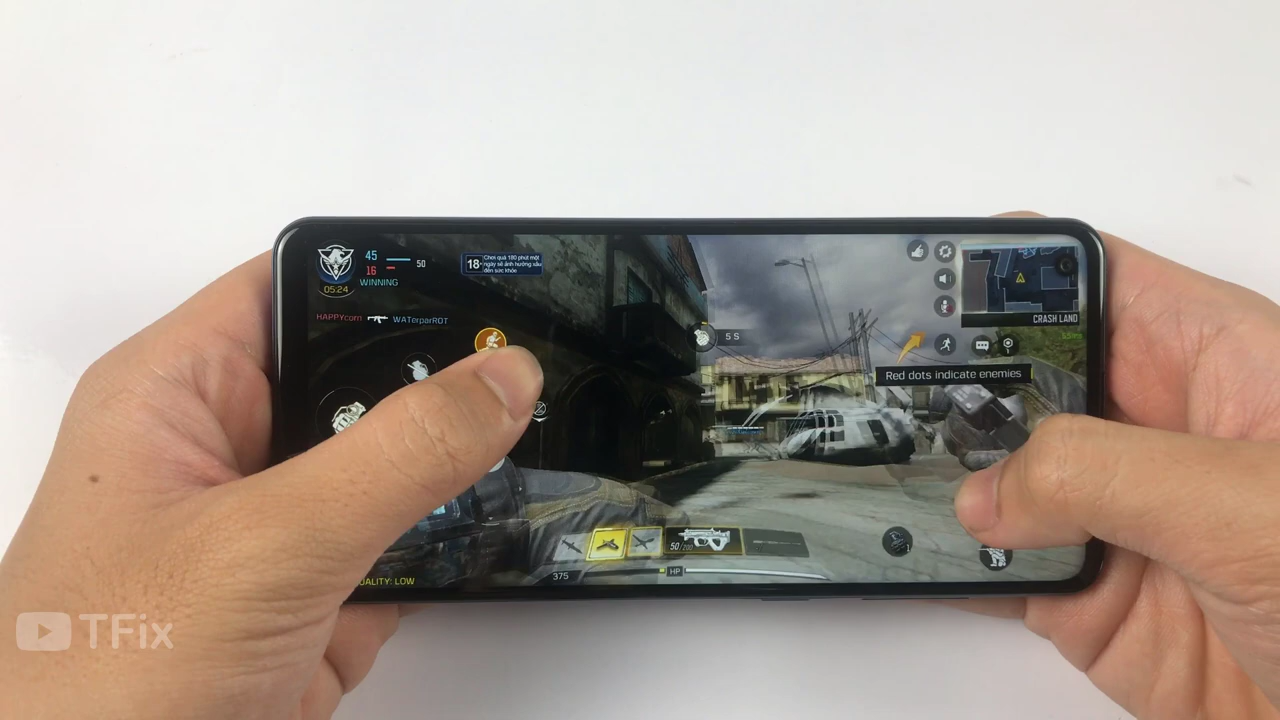 45
16
50
WINNING
05:24
18+
Chơi quá 180 phút một
ngày sẽ ảnh hưởng xấu
đến sức khỏe
HAPPYcom
WATerparROT
5 S
CRASH LAND
Red dots indicate enemies
1
50/200
375
HP
UALITY: LOW
TFix